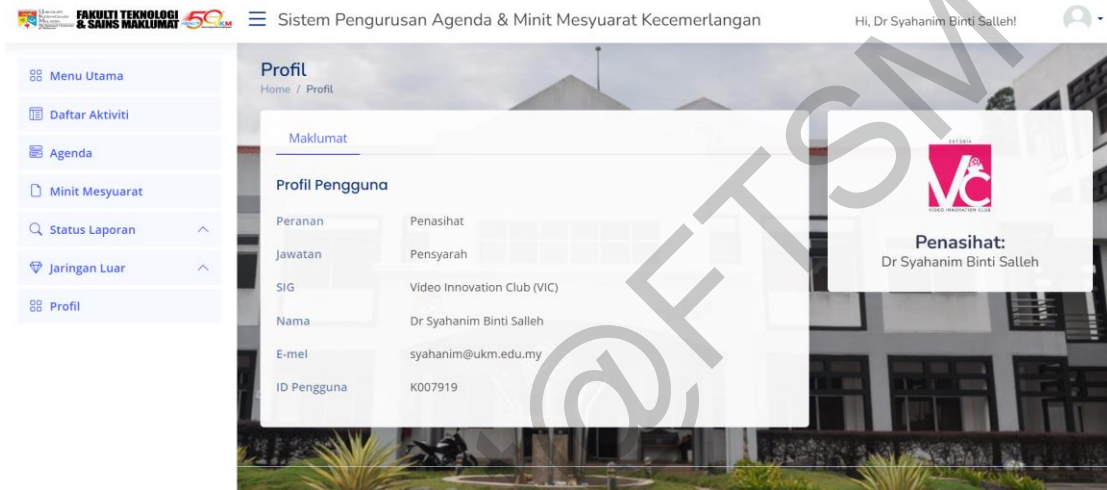 FAKULTI TEKNOLOGI
& SAINS MAKLUMAT
Sistem Pengurusan Agenda & Minit Mesyuarat Kecemerlangan
Hi, Dr Syahanim Binti Salleh!
Menu Utama
Daftar Aktiviti
Agenda
Minit Mesyuarat
Status Laporan
Jaringan Luar
Profil
Profil
Home / Profil
Maklumat
Profil Pengguna
Peranan Penasihat
Jawatan Pensyarah
SIG Video Innovation Club (VIC)
Nama Dr Syahanim Binti Salleh
E-mel syahanim@ukm.edu.my
ID Pengguna K007919
VIC
VIDEO INNOVATION CLUB
Penasihat:
Dr Syahanim Binti Salleh
@FTSM